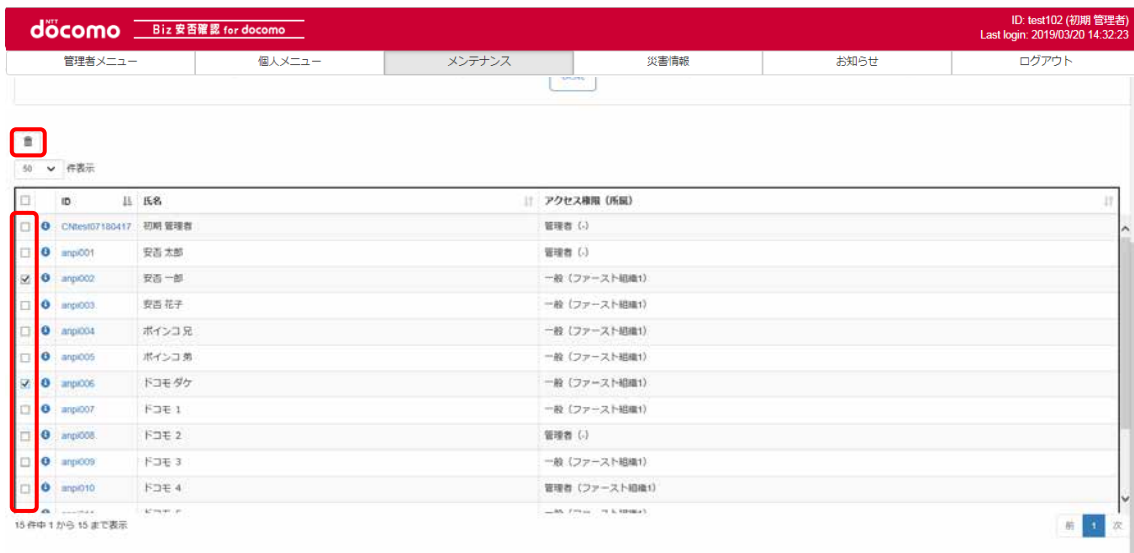 NTT
döcomo Biz 安否確認 for docomo
ID: test102 (初期 管理者)
Last login: 2019/03/20 14:32:23
管理者メニュー 個人メニュー メンテナンス 災害情報 お知らせ ログアウト
50 件表示
ID 氏名 アクセス権限（所属）
CNtest07180417 初期 管理者 管理者（-）
anpi001 安否 太郎 管理者（-）
anpi002 安否 一郎 一般（ファースト組織1）
anpi003 安否 花子 一般（ファースト組織1）
anpi004 ポインコ 兄 一般（ファースト組織1）
anpi005 ポインコ 弟 一般（ファースト組織1）
anpi006 ドコモ ダケ 一般（ファースト組織1）
anpi007 ドコモ 1 一般（ファースト組織1）
anpi008 ドコモ 2 管理者（-）
anpi009 ドコモ 3 一般（ファースト組織1）
anpi010 ドコモ 4 管理者（ファースト組織1）
15 件中 1 から 15 まで表示
前 1 次